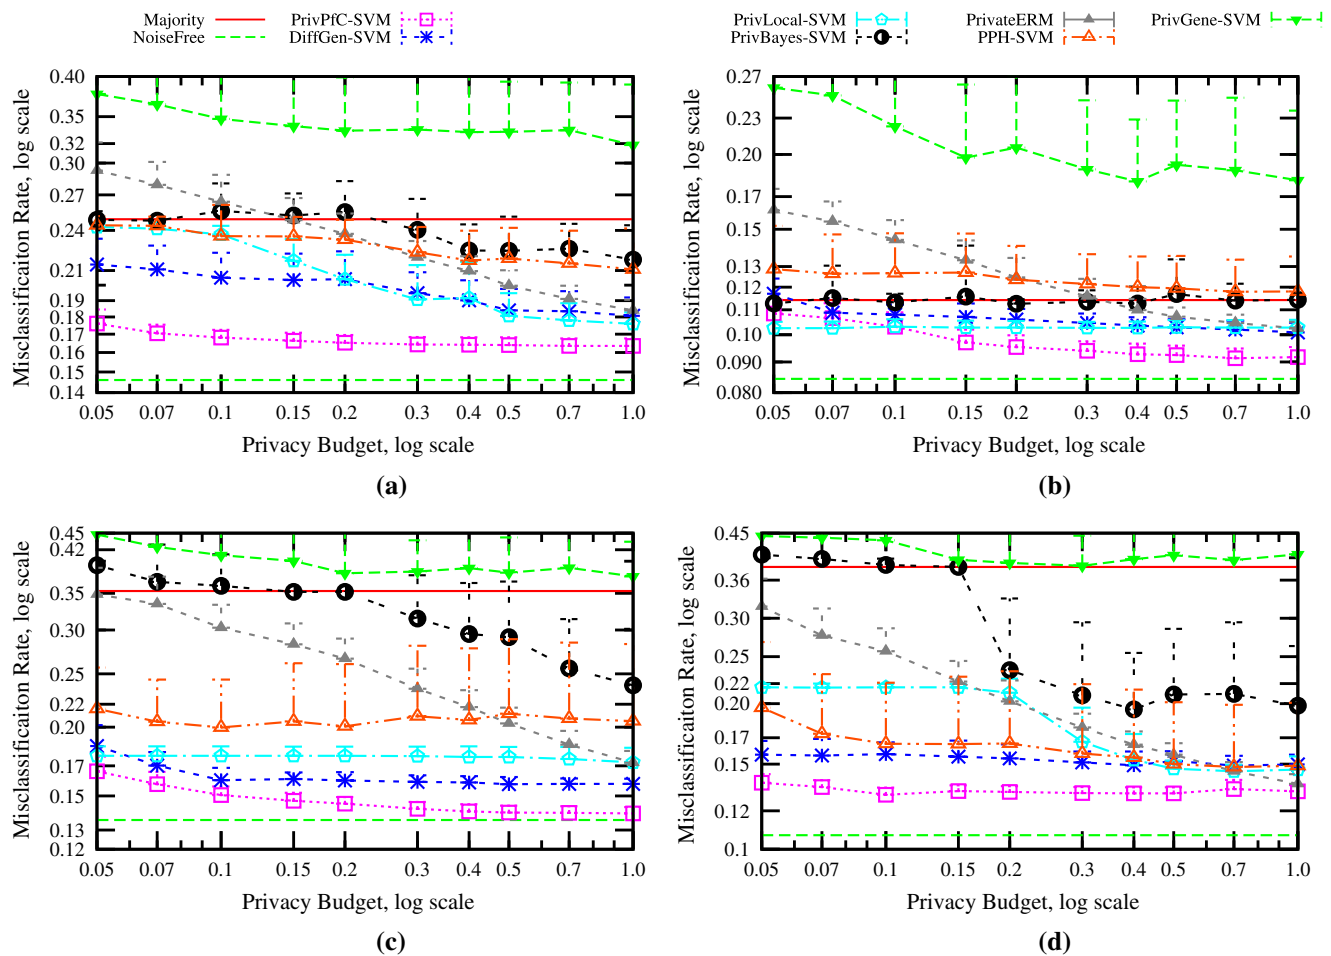 Majority PrivPfC-SVM PrivLocal-SVM PrivateERM PrivGene-SVM
NoiseFree DiffGen-SVM PrivBayes-SVM PPH-SVM
Misclassificaiton Rate, log scale
0.40
0.35
0.32
0.30
0.27
0.24
0.21
0.19
0.18
0.17
0.16
0.15
0.14
0.05 0.07 0.1 0.15 0.2 0.3 0.4 0.5 0.7 1.0
Privacy Budget, log scale
(a)
Misclassificaiton Rate, log scale
0.27
0.23
0.20
0.17
0.15
0.13
0.12
0.11
0.10
0.090
0.080
0.05 0.07 0.1 0.15 0.2 0.3 0.4 0.5 0.7 1.0
Privacy Budget, log scale
(b)
Misclassificaiton Rate, log scale
0.45
0.42
0.35
0.30
0.25
0.22
0.20
0.17
0.15
0.13
0.12
0.05 0.07 0.1 0.15 0.2 0.3 0.4 0.5 0.7 1.0
Privacy Budget, log scale
(c)
Misclassificaiton Rate, log scale
0.45
0.36
0.30
0.25
0.22
0.20
0.17
0.15
0.12
0.1
0.05 0.07 0.1 0.15 0.2 0.3 0.4 0.5 0.7 1.0
Privacy Budget, log scale
(d)